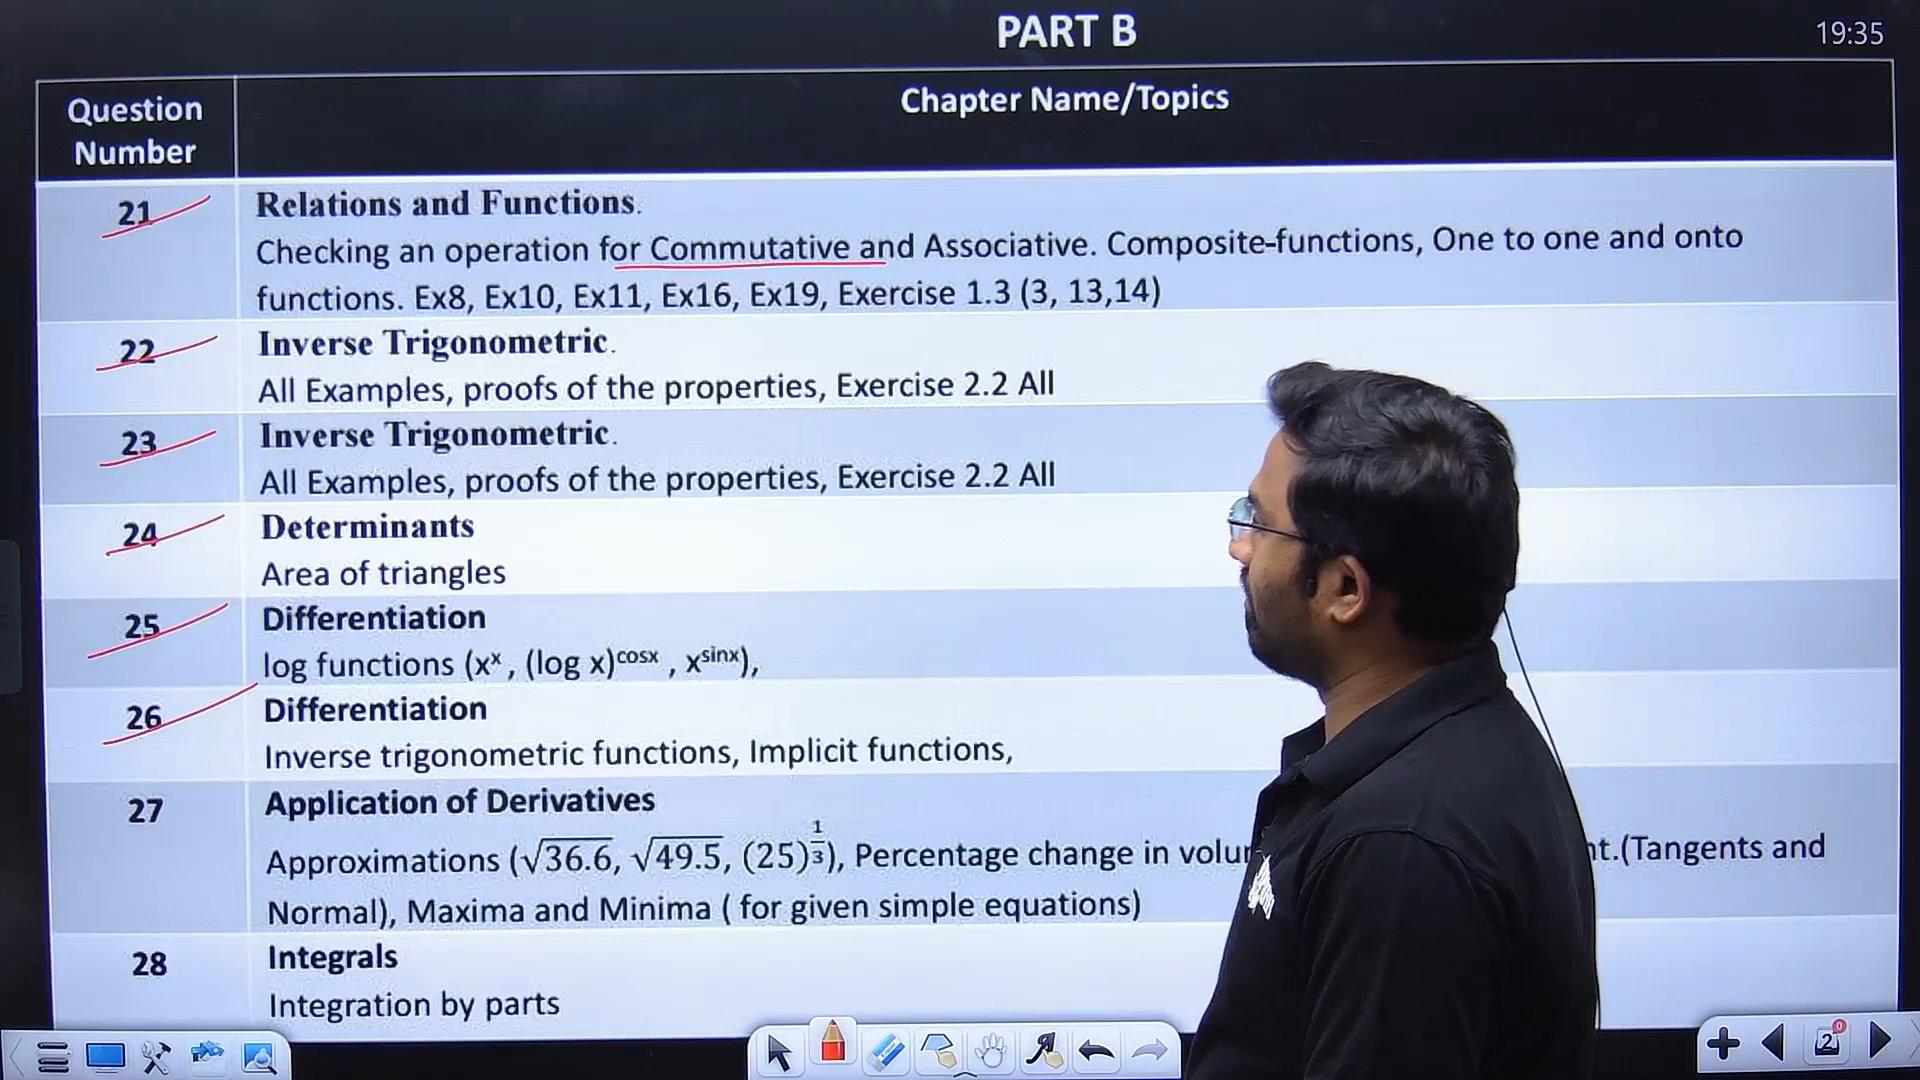 PART B
19:35
Question
Number
Chapter Name/Topics
21
Relations and Functions.
Checking an operation for Commutative and Associative. Composite-functions, One to one and onto
functions. Ex8, Ex10, Ex11, Ex16, Ex19, Exercise 1.3 (3, 13,14)
22
Inverse Trigonometric.
All Examples, proofs of the properties, Exercise 2.2 All
23
Inverse Trigonometric.
All Examples, proofs of the properties, Exercise 2.2 All
24
Determinants
Area of triangles
25
Differentiation
log functions (xˣ , (log x)^cosx , x^sinx),
26
Differentiation
Inverse trigonometric functions, Implicit functions,
27
Application of Derivatives
Approximations (√36.6, √49.5, (25)^1/3), Percentage change in (Tangents and
Normal), Maxima and Minima ( for given simple equations)
28
Integrals
Integration by parts
2
0